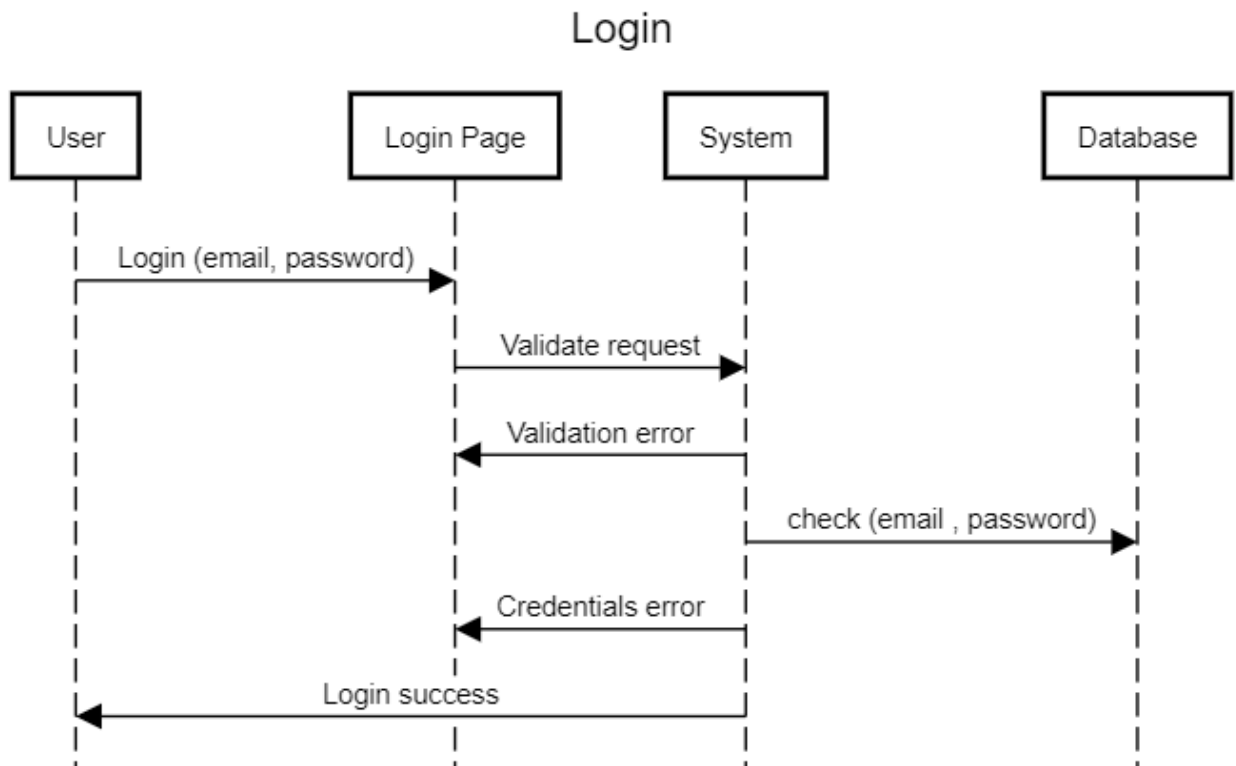 Login
User
Login Page
System
Database
Login (email, password)
Validate request
Validation error
check (email , password)
Credentials error
Login success